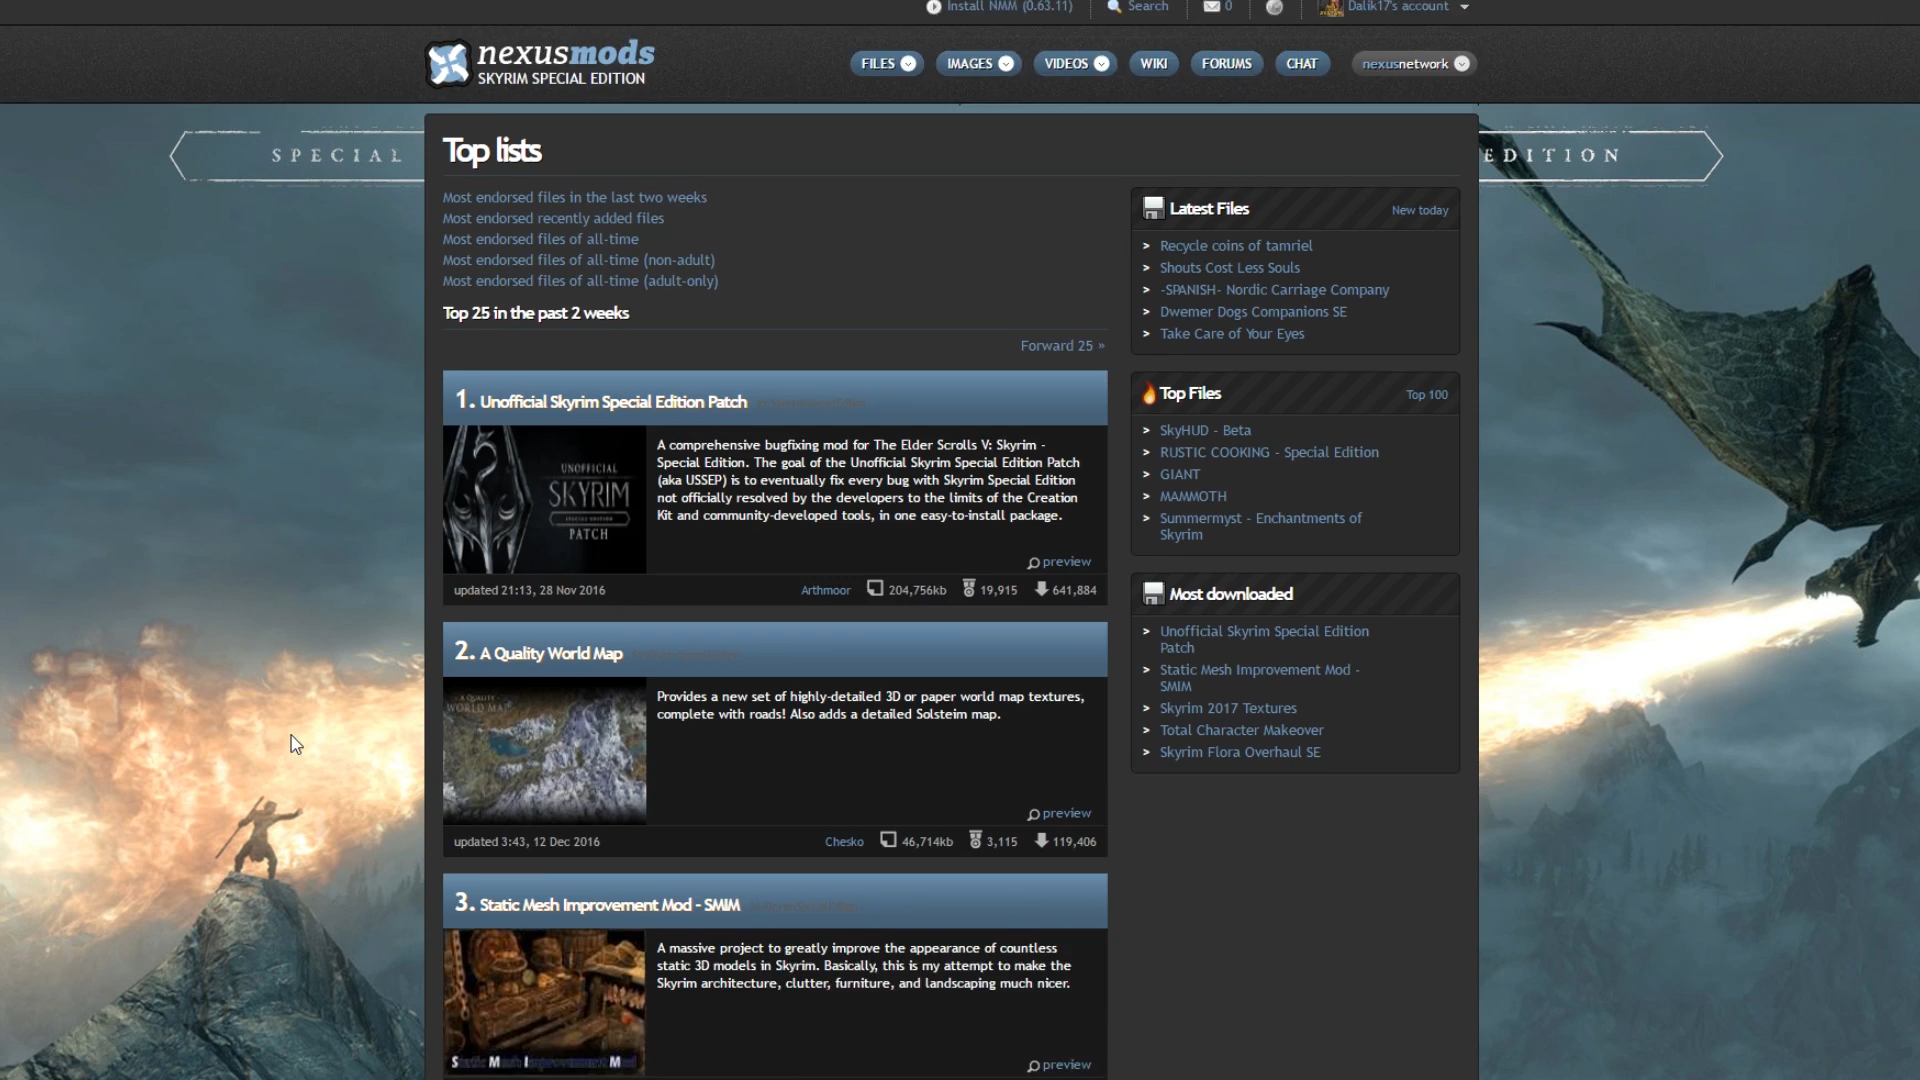 Install NMM (0.63.11)
Search
0
Dalik17's account
nexusmods
SKYRIM SPECIAL EDITION
FILES
IMAGES
VIDEOS
WIKI
FORUMS
CHAT
nexusnetwork
SPECIAL
EDITION
Top lists
Most endorsed files in the last two weeks
Most endorsed recently added files
Most endorsed files of all-time
Most endorsed files of all-time (non-adult)
Most endorsed files of all-time (adult-only)
Top 25 in the past 2 weeks
Forward 25 »
1. Unofficial Skyrim Special Edition Patch
UNOFFICIAL
SKYRIM
SPECIAL EDITION
PATCH
A comprehensive bugfixing mod for The Elder Scrolls V: Skyrim -
Special Edition. The goal of the Unofficial Skyrim Special Edition Patch
(aka USSEP) is to eventually fix every bug with Skyrim Special Edition
not officially resolved by the developers to the limits of the Creation
Kit and community-developed tools, in one easy-to-install package.
preview
updated 21:13, 28 Nov 2016
Arthmoor
204,756kb
19,915
641,884
2. A Quality World Map
A QUALITY
WORLD MAP
Provides a new set of highly-detailed 3D or paper world map textures,
complete with roads! Also adds a detailed Solsteim map.
preview
updated 3:43, 12 Dec 2016
Chesko
46,714kb
3,115
119,406
3. Static Mesh Improvement Mod - SMIM
Static Mesh Improvement Mod
A massive project to greatly improve the appearance of countless
static 3D models in Skyrim. Basically, this is my attempt to make the
Skyrim architecture, clutter, furniture, and landscaping much nicer.
preview
Latest Files
New today
> Recycle coins of tamriel
> Shouts Cost Less Souls
> -SPANISH- Nordic Carriage Company
> Dwemer Dogs Companions SE
> Take Care of Your Eyes
Top Files
Top 100
> SkyHUD - Beta
> RUSTIC COOKING - Special Edition
> GIANT
> MAMMOTH
> Summermyst - Enchantments of
Skyrim
Most downloaded
> Unofficial Skyrim Special Edition
Patch
> Static Mesh Improvement Mod -
SMIM
> Skyrim 2017 Textures
> Total Character Makeover
> Skyrim Flora Overhaul SE